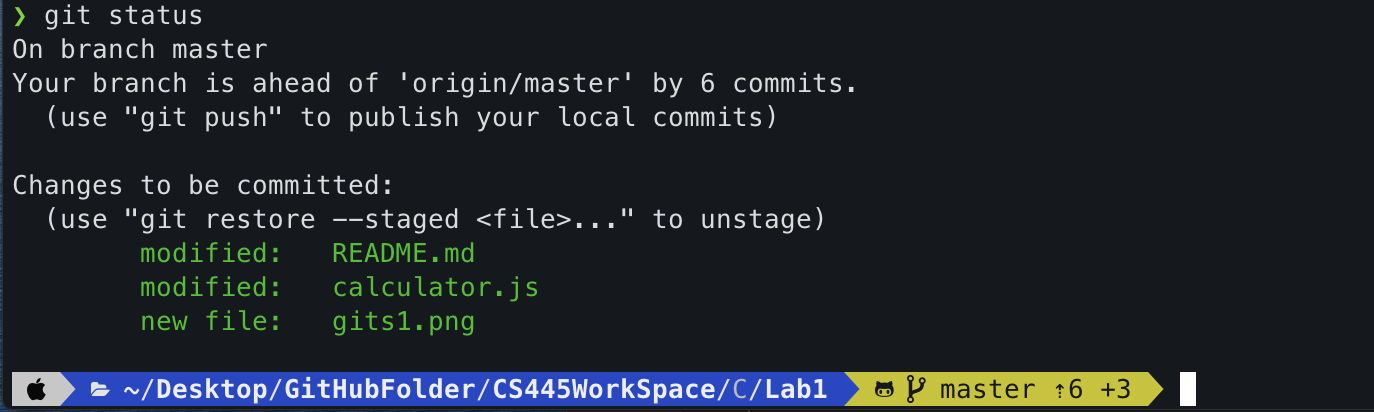 ❯ git status
On branch master
Your branch is ahead of 'origin/master' by 6 commits.
  (use "git push" to publish your local commits)
Changes to be committed:
  (use "git restore --staged <file>..." to unstage)
        modified:   README.md
        modified:   calculator.js
        new file:   gits1.png
~/Desktop/GitHubFolder/CS445WorkSpace/C/Lab1 master ⇡6 +3